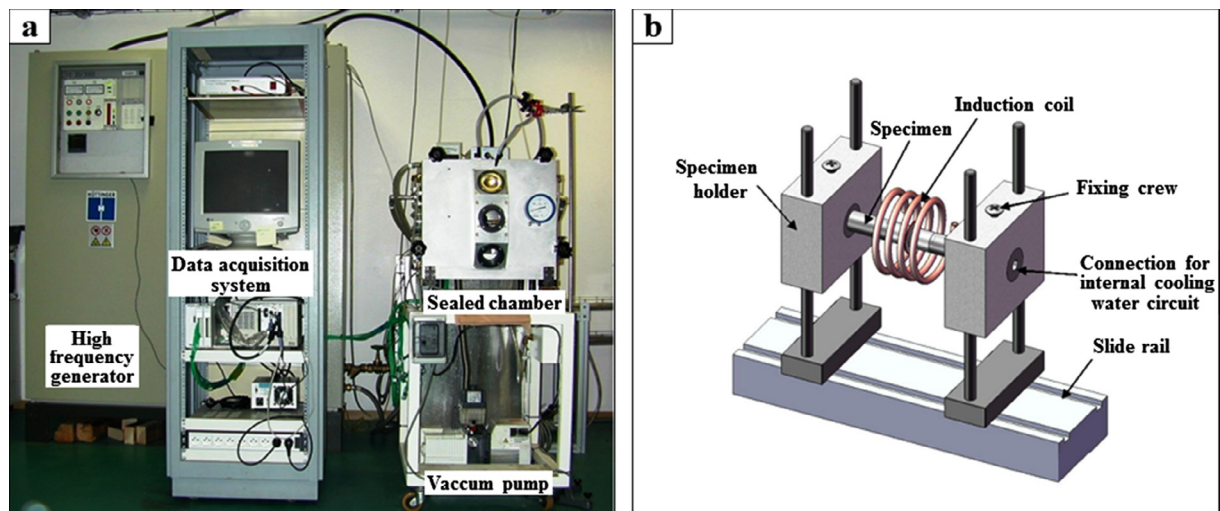 a
Data acquisition
system
High
frequency
generator
HÜTTINGER
Sealed chamber
Vaccum pump
b
Induction coil
Specimen
Specimen
holder
Fixing crew
Connection for
internal cooling
water circuit
Slide rail